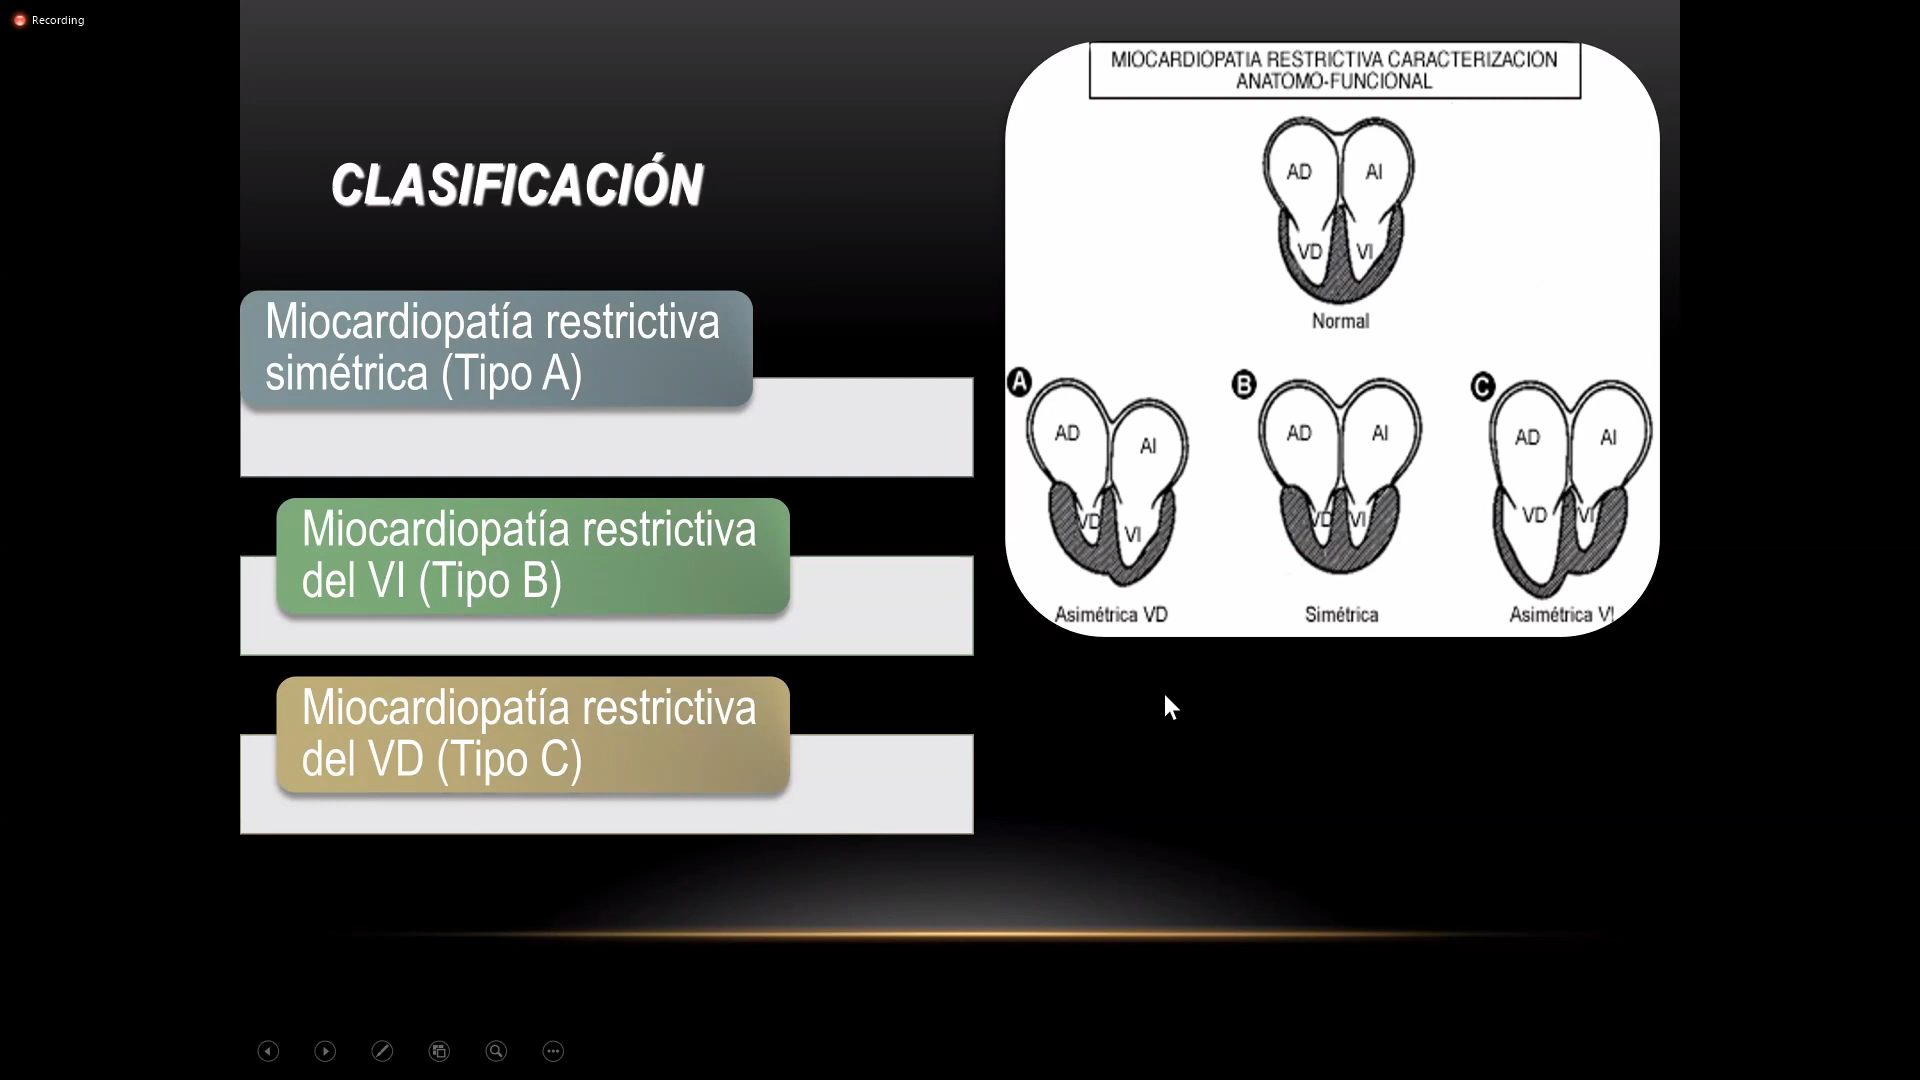 Recording
CLASIFICACIÓN
Miocardiopatía restrictiva
simétrica (Tipo A)
Miocardiopatía restrictiva
del VI (Tipo B)
Miocardiopatía restrictiva
del VD (Tipo C)
MIOCARDIOPATIA RESTRICTIVA CARACTERIZACION
ANATOMO-FUNCIONAL
AD AI
VD VI
Normal
A
AD AI
VD VI
Asimétrica VD
B
AD AI
VD VI
Simétrica
C
AD AI
VD VI
Asimétrica VI